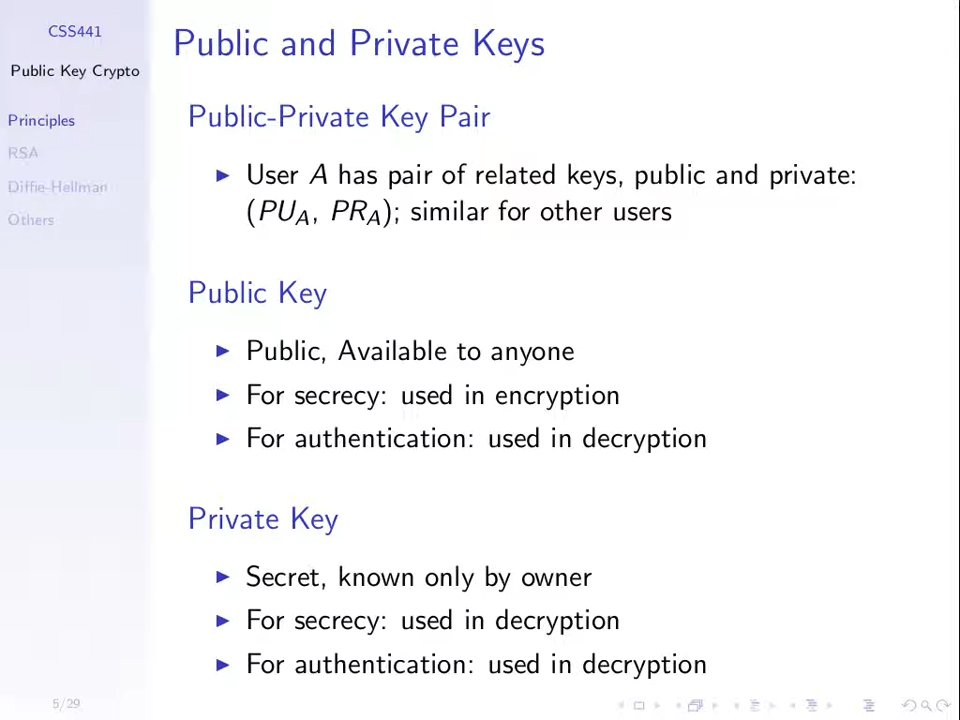 CSS441
Public Key Crypto
Principles
RSA
Diffie-Hellman
Others
Public and Private Keys
Public-Private Key Pair
User A has pair of related keys, public and private:
(PU_A, PR_A); similar for other users
Public Key
Public, Available to anyone
For secrecy: used in encryption
For authentication: used in decryption
Private Key
Secret, known only by owner
For secrecy: used in decryption
For authentication: used in decryption
5/29